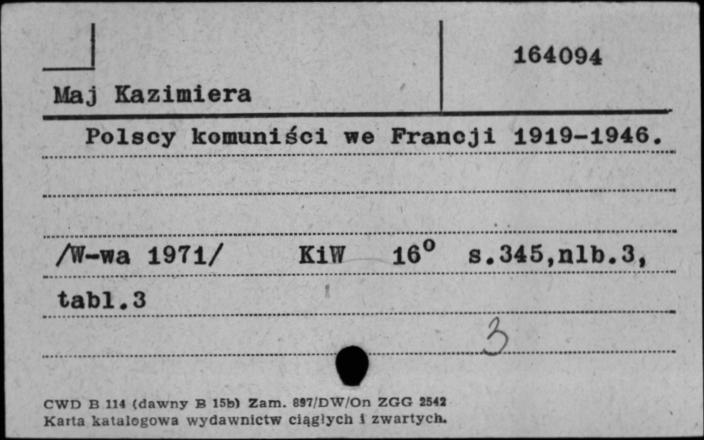 164094
Maj Kazimiera
Polscy komuniści we Francji 1919-1946.
/W-wa 1971/ KiW 16° s.345,nlb.3,
tabl.3
3
CWD B 114 (dawny B 15b) Zam. 897/DW/On ZGG 2542
Karta katalogowa wydawnictw ciągłych i zwartych.